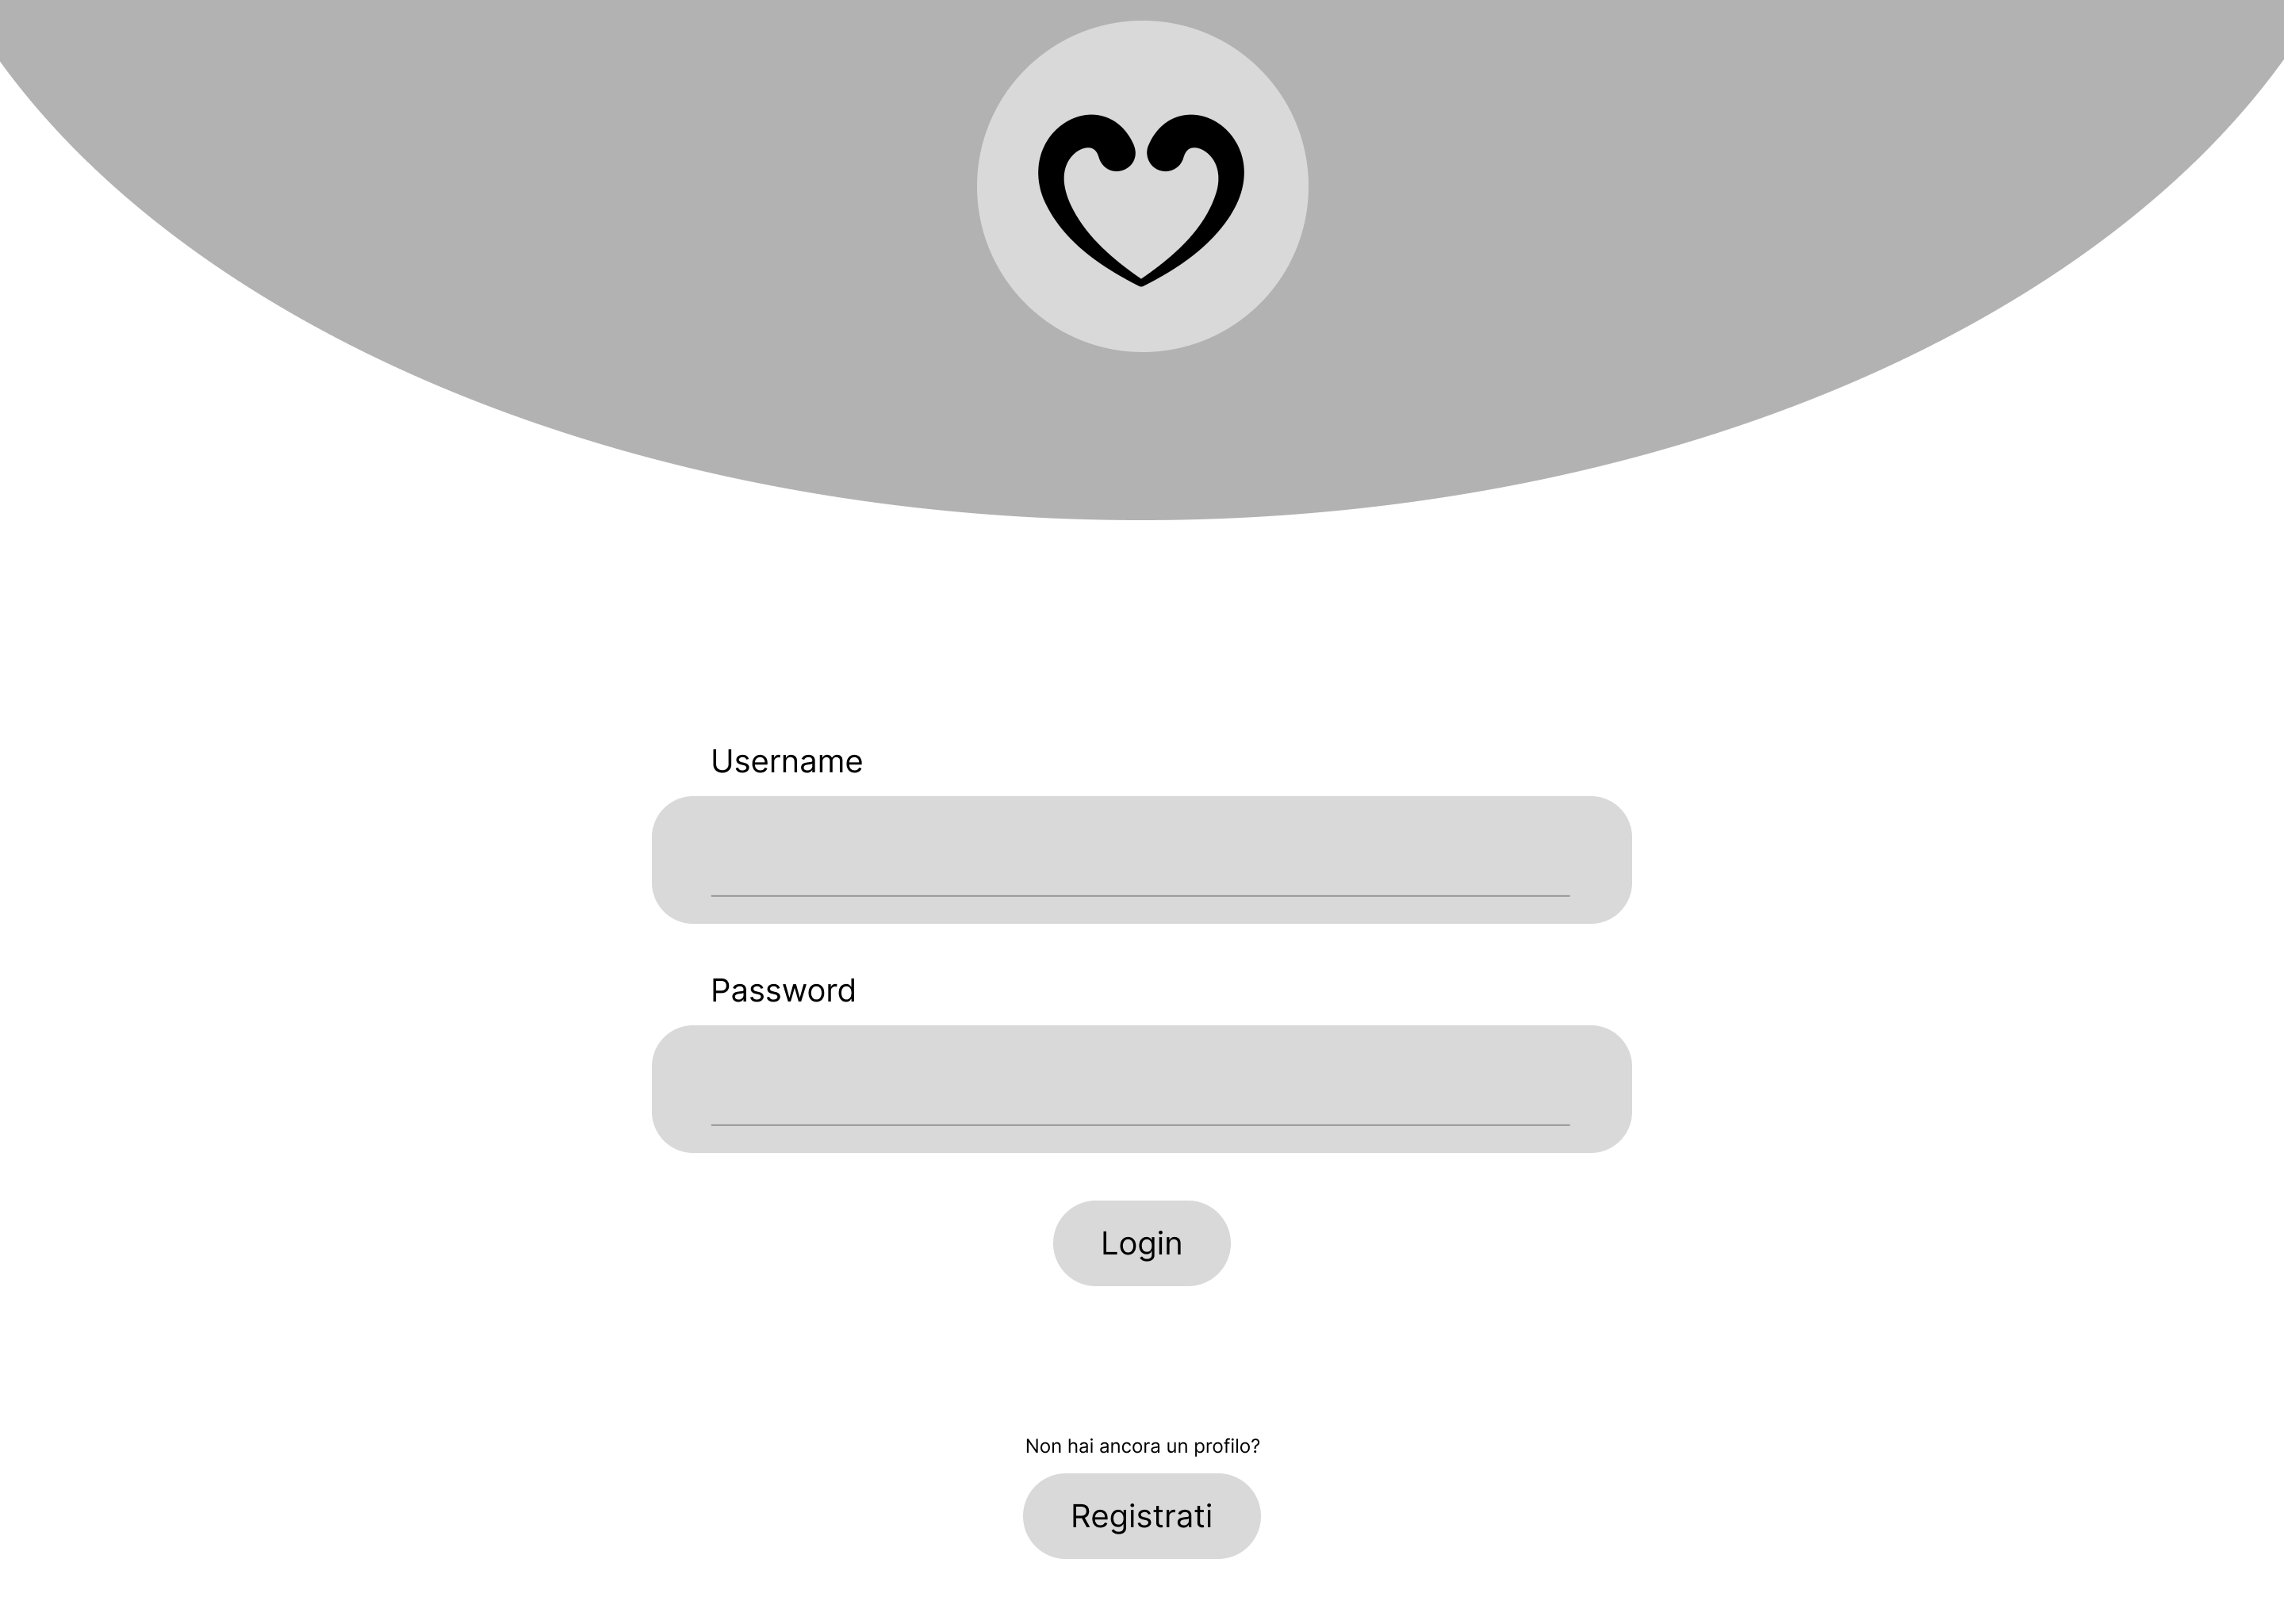 Username
Password
Login
Non hai ancora un profilo?
Registrati